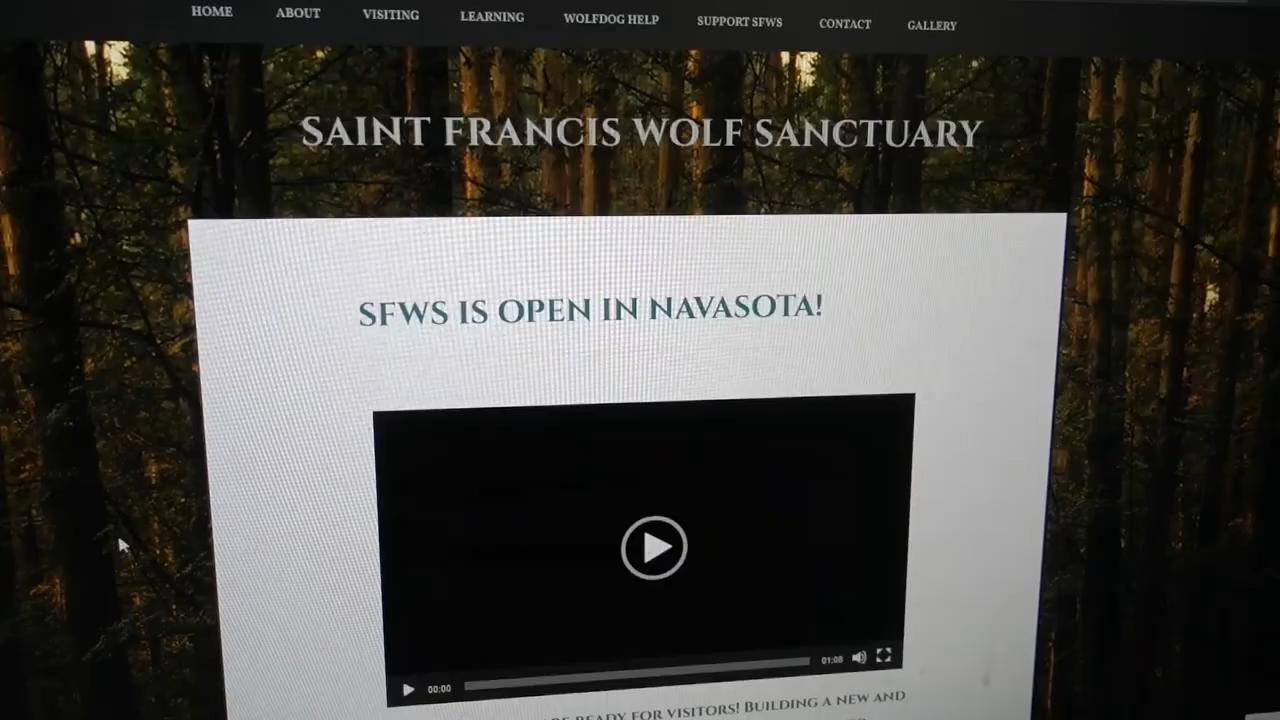 HOME ABOUT VISITING LEARNING WOLFDOG HELP SUPPORT SFWS CONTACT GALLERY
SAINT FRANCIS WOLF SANCTUARY
SFWS IS OPEN IN NAVASOTA!
00:00 01:08
READY FOR VISITORS! BUILDING A NEW AND